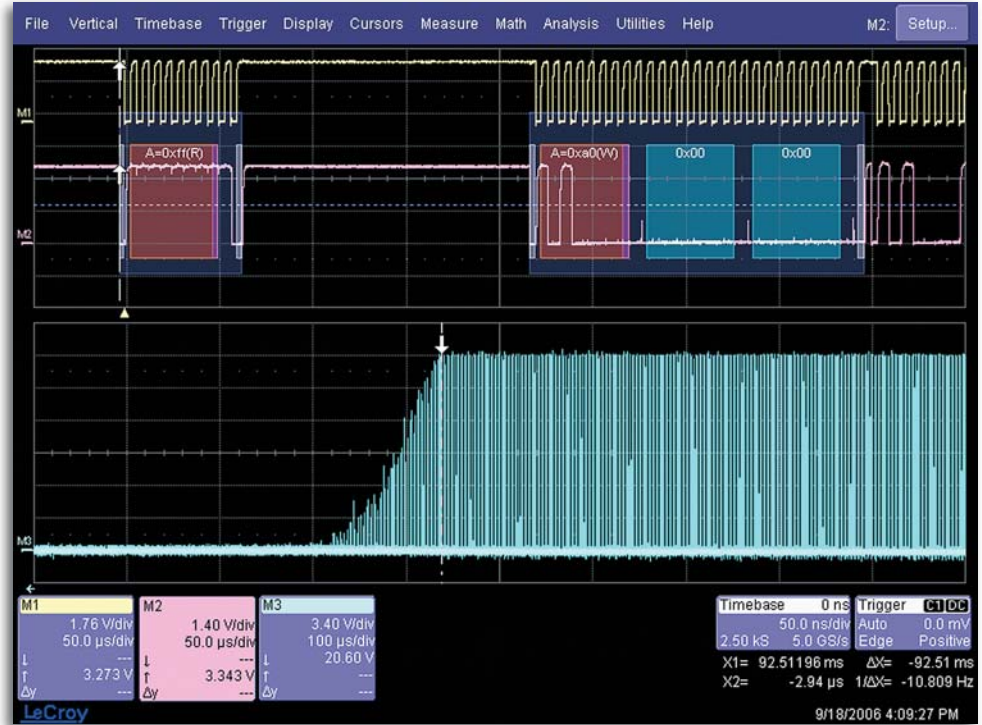 File Vertical Timebase Trigger Display Cursors Measure Math Analysis Utilities Help M2: Setup...
M1
A=0xff(R) A=0xa0(W) 0x00 0x00
M2
M3
M1 M2 M3
1.76 V/div 1.40 V/div 3.40 V/div
50.0 µs/div 50.0 µs/div 100 µs/div
↓ --- ↓ --- ↓ 20.60 V
↑ 3.273 V ↑ 3.343 V ↑ ---
Δy --- Δy --- Δy ---
Timebase 0 ns Trigger C1 DC
50.0 ns/div Auto 0.0 mV
2.50 kS 5.0 GS/s Edge Positive
X1= 92.51196 ms ΔX= -92.51 ms
X2= -2.94 µs 1/ΔX= -10.809 Hz
LeCroy
9/18/2006 4:09:27 PM